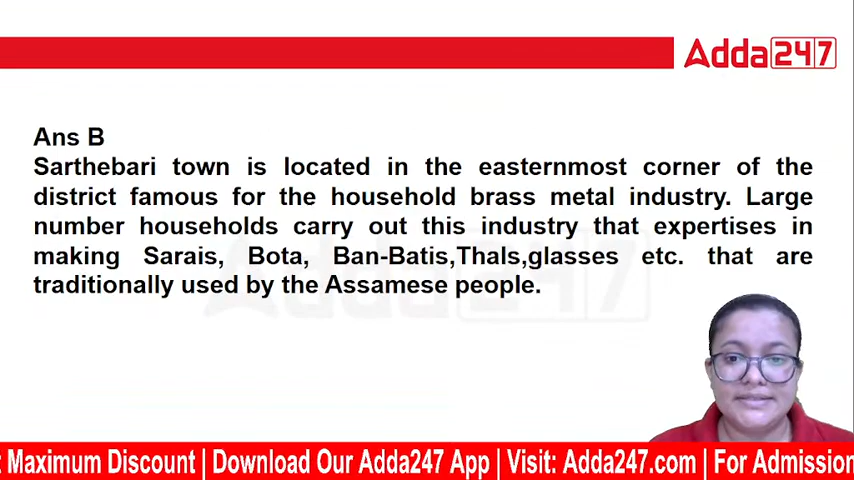 Adda247
Ans B
Sarthebari town is located in the easternmost corner of the
district famous for the household brass metal industry. Large
number households carry out this industry that expertises in
making Sarais, Bota, Ban-Batis,Thals,glasses etc. that are
traditionally used by the Assamese people.
Adda247
Maximum Discount | Download Our Adda247 App | Visit: Adda247.com | For Admission